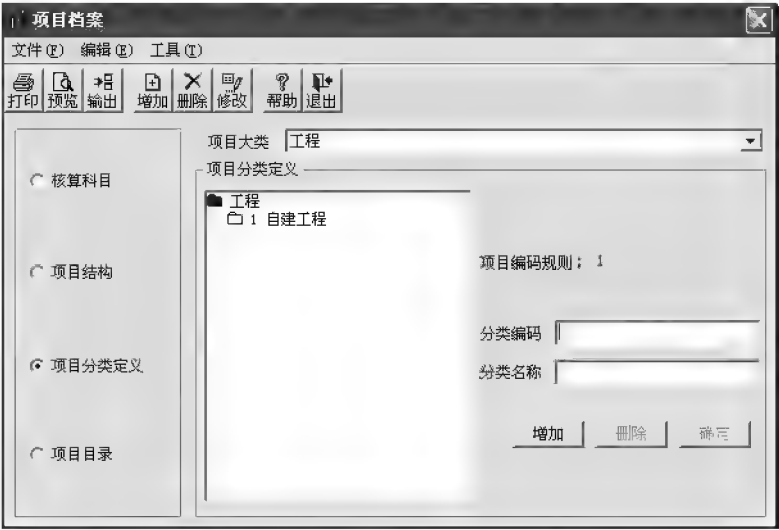 项目档案
文件(F) 编辑(E) 工具(T)
打印 预览 输出 增加 删除 修改 帮助 退出
项目大类 工程
核算科目
项目结构
项目分类定义
项目目录
项目分类定义
工程
1 自建工程
项目编码规则: 1
分类编码
分类名称
增加 删除